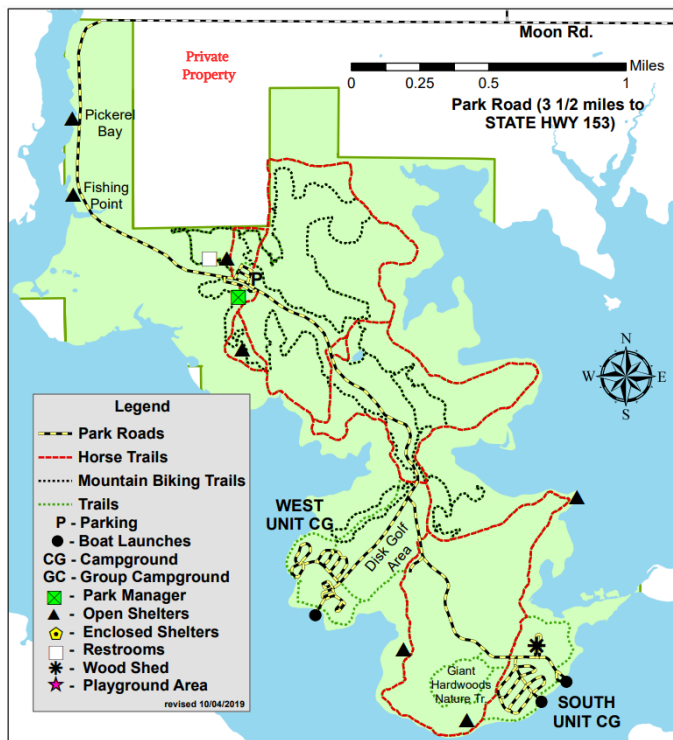 Moon Rd.
Private
Property
Miles
0
0.25
0.5
1
Park Road (3 1/2 miles to
STATE HWY 153)
Pickerel
Bay
Fishing
Point
P
N
W
E
S
Legend
Park Roads
Horse Trails
Mountain Biking Trails
Trails
P - Parking
- Boat Launches
CG - Campground
GC - Group Campground
- Park Manager
- Open Shelters
- Enclosed Shelters
- Restrooms
- Wood Shed
- Playground Area
revised 10/04/2019
WEST
UNIT CG
Disk Golf
Area
Giant
Hardwoods
Nature Tr.
SOUTH
UNIT CG